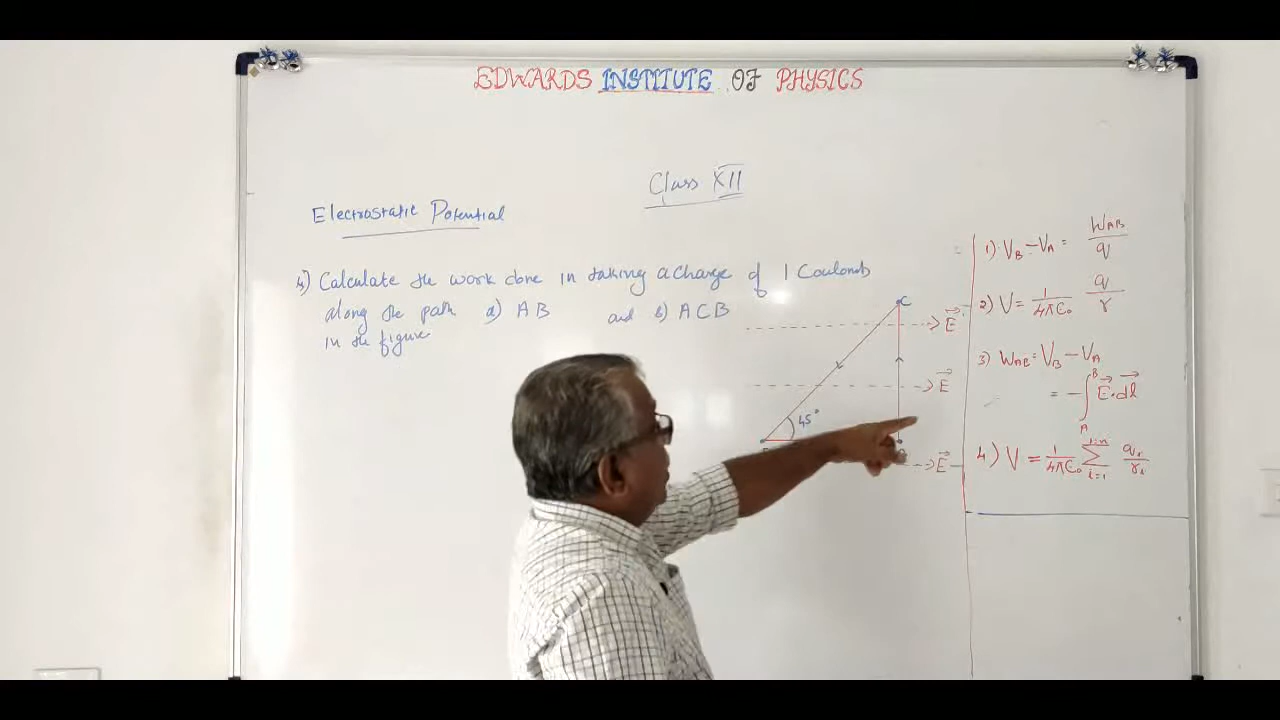 EDWARDS INSTITUTE OF PHYSICS
Class XII
Electrostatic Potential
4) Calculate the work done in taking a charge of 1 Coulomb
along the path a) AB and b) ACB
in the figure
C
E⃗
E⃗
45°
E⃗
1) V_B - V_A = W_AB / q
2) V = 1/4πε₀ q/r
3) W_AB = V_B - V_A
= - ∫_A^B E⃗ · dl⃗
4) V = 1/4πε₀ Σ_{i=1}^{i=n} q_i/r_i